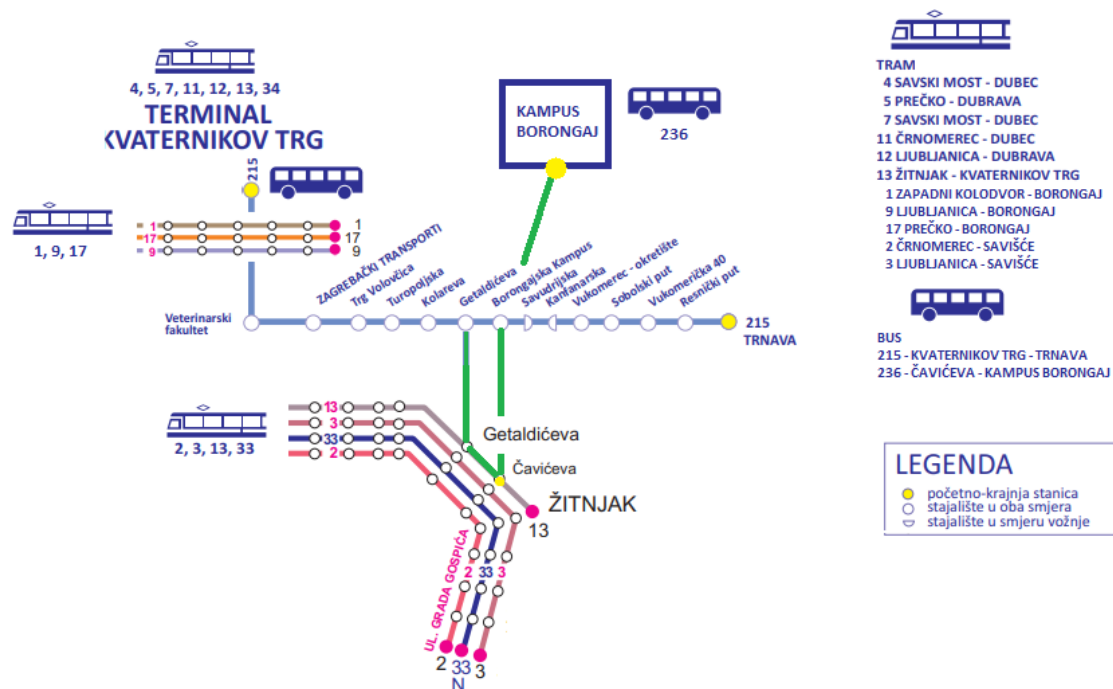 4, 5, 7, 11, 12, 13, 34
TERMINAL
KVATERNIKOV TRG
215
1, 9, 17
1
17
9
1
17
9
KAMPUS
BORONGAJ
236
Veterinarski
fakultet
ZAGREBAČKI TRANSPORTI
Trg Volovčica
Turopoljska
Kolareva
Getaldićeva
Borongajska Kampus
Savudrijska
Kanfanarska
Vukomerec - okretište
Sobolski put
Vukomerička 40
Resnički put
215
TRNAVA
2, 3, 13, 33
13
3
33
2
Getaldićeva
Čavićeva
ŽITNJAK
13
UL. GRADA GOSPIĆA
2
33
3
2
33
N
3
TRAM
4 SAVSKI MOST - DUBEC
5 PREČKO - DUBRAVA
7 SAVSKI MOST - DUBEC
11 ČRNOMEREC - DUBEC
12 LJUBLJANICA - DUBRAVA
13 ŽITNJAK - KVATERNIKOV TRG
1 ZAPADNI KOLODVOR - BORONGAJ
9 LJUBLJANICA - BORONGAJ
17 PREČKO - BORONGAJ
2 ČRNOMEREC - SAVIŠĆE
3 LJUBLJANICA - SAVIŠĆE
BUS
215 - KVATERNIKOV TRG - TRNAVA
236 - ČAVIĆEVA - KAMPUS BORONGAJ
LEGENDA
početno-krajnja stanica
stajalište u oba smjera
stajalište u smjeru vožnje